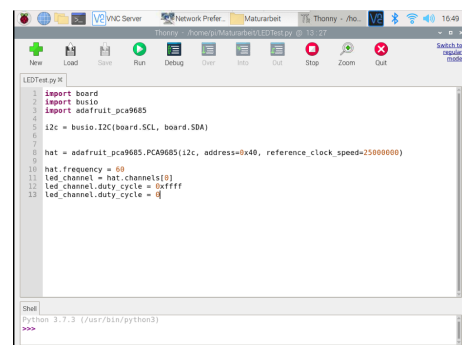 VNC Server
Network Prefer...
Maturarbeit
Thonny - /ho...
16:49
Thonny - /home/pi/Maturarbeit/LEDTest.py @ 13 : 27
New
Load
Save
Run
Debug
Over
Into
Out
Stop
Zoom
Quit
Switch to
regular
mode
LEDTest.py
1 import board
2 import busio
3 import adafruit_pca9685
4
5 i2c = busio.I2C(board.SCL, board.SDA)
6
7
8 hat = adafruit_pca9685.PCA9685(i2c, address=0x40, reference_clock_speed=25000000)
9
10 hat.frequency = 60
11 led_channel = hat.channels[0]
12 led_channel.duty_cycle = 0xffff
13 led_channel.duty_cycle = 0
Shell
Python 3.7.3 (/usr/bin/python3)
>>>